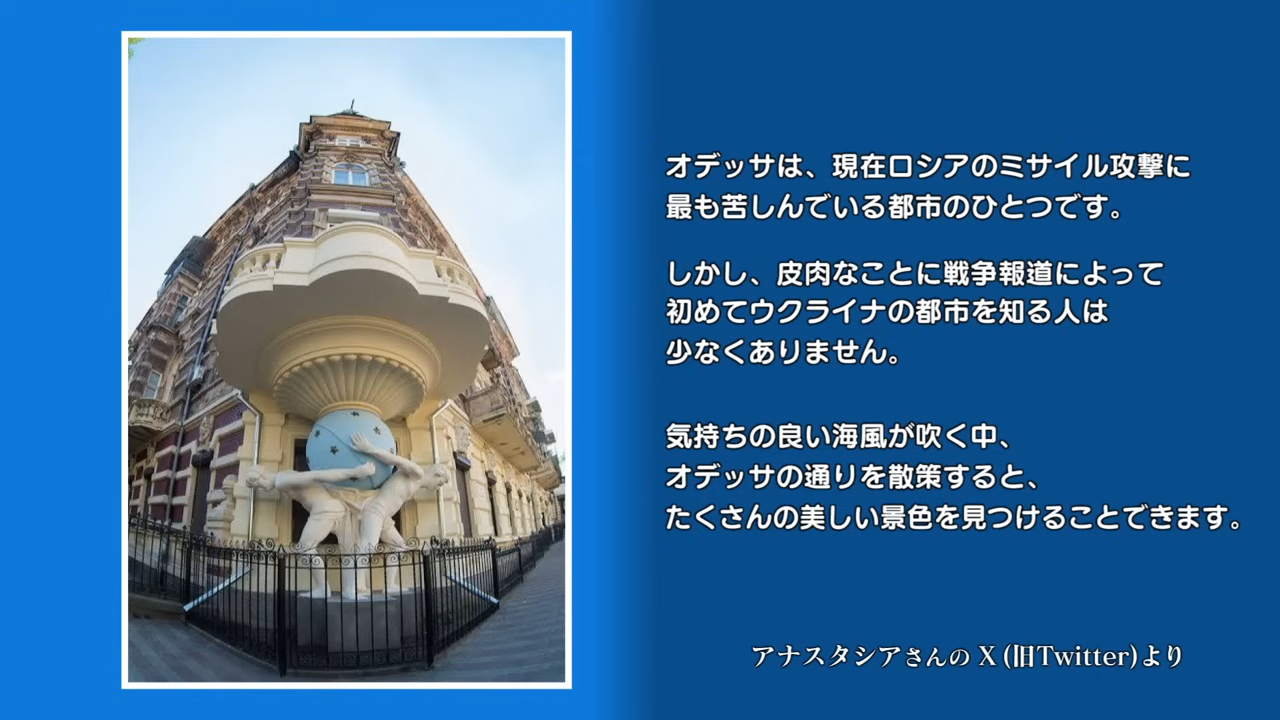 オデッサは、現在ロシアのミサイル攻撃に
最も苦しんでいる都市のひとつです。
しかし、皮肉なことに戦争報道によって
初めてウクライナの都市を知る人は
少なくありません。
気持ちの良い海風が吹く中、
オデッサの通りを散策すると、
たくさんの美しい景色を見つけることできます。
アナスタシアさんの X (旧Twitter)より